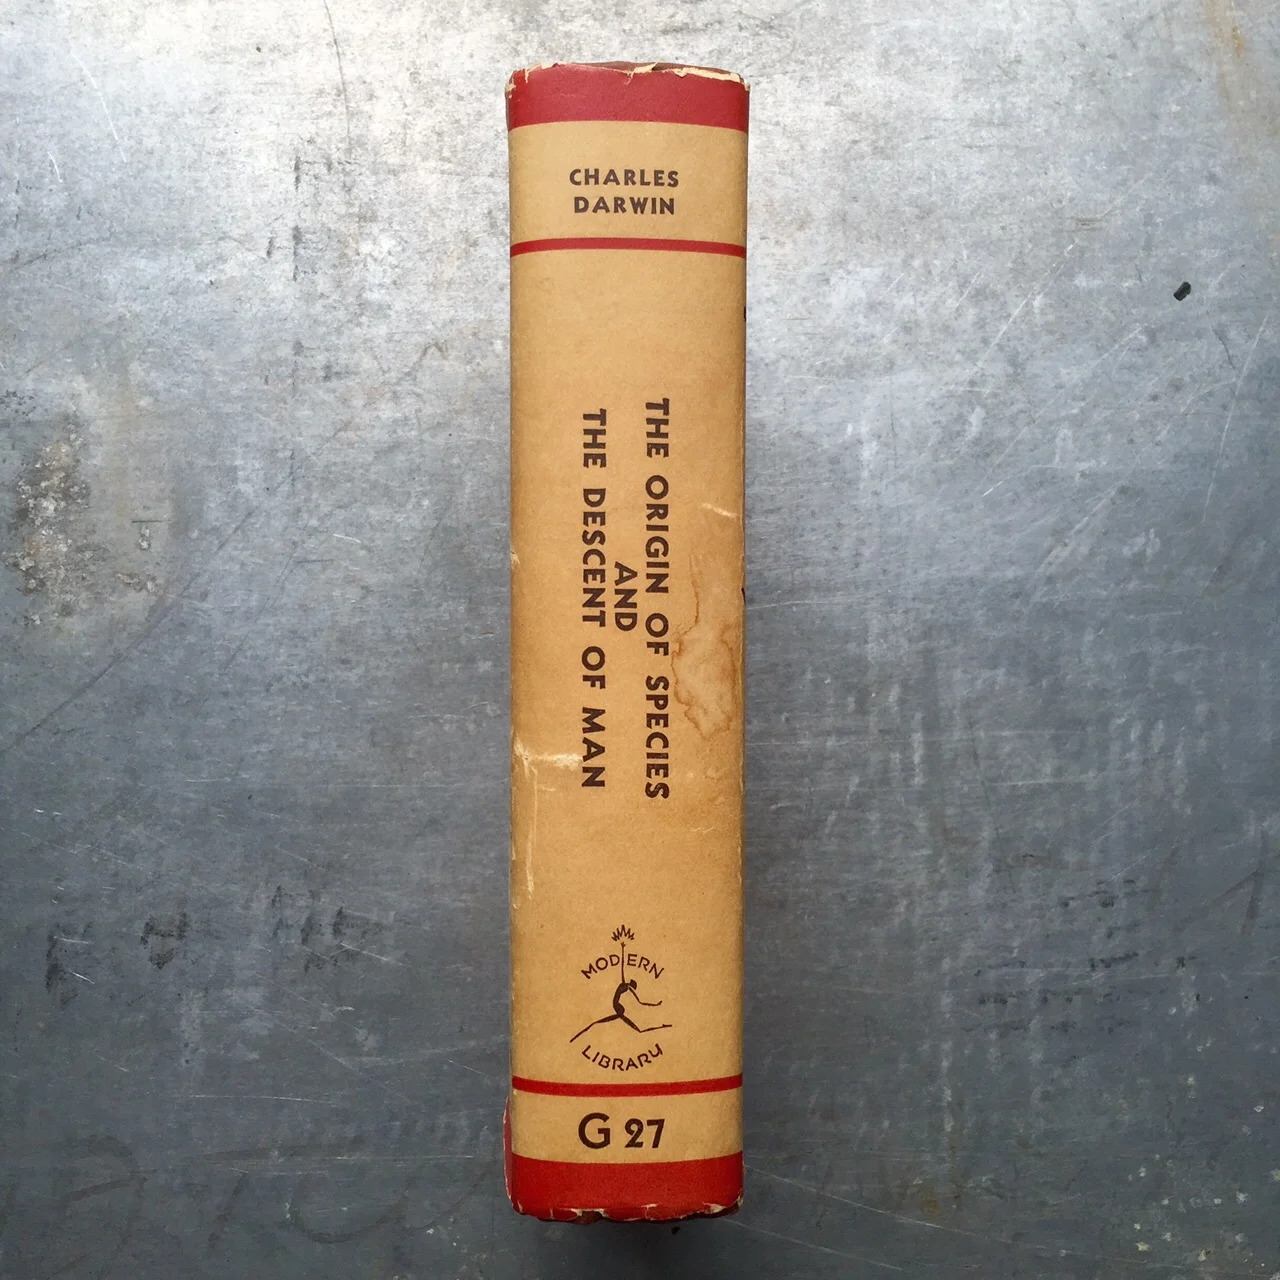 CHARLES
DARWIN
THE ORIGIN OF SPECIES
AND
THE DESCENT OF MAN
MODERN
LIBRARY
G 27